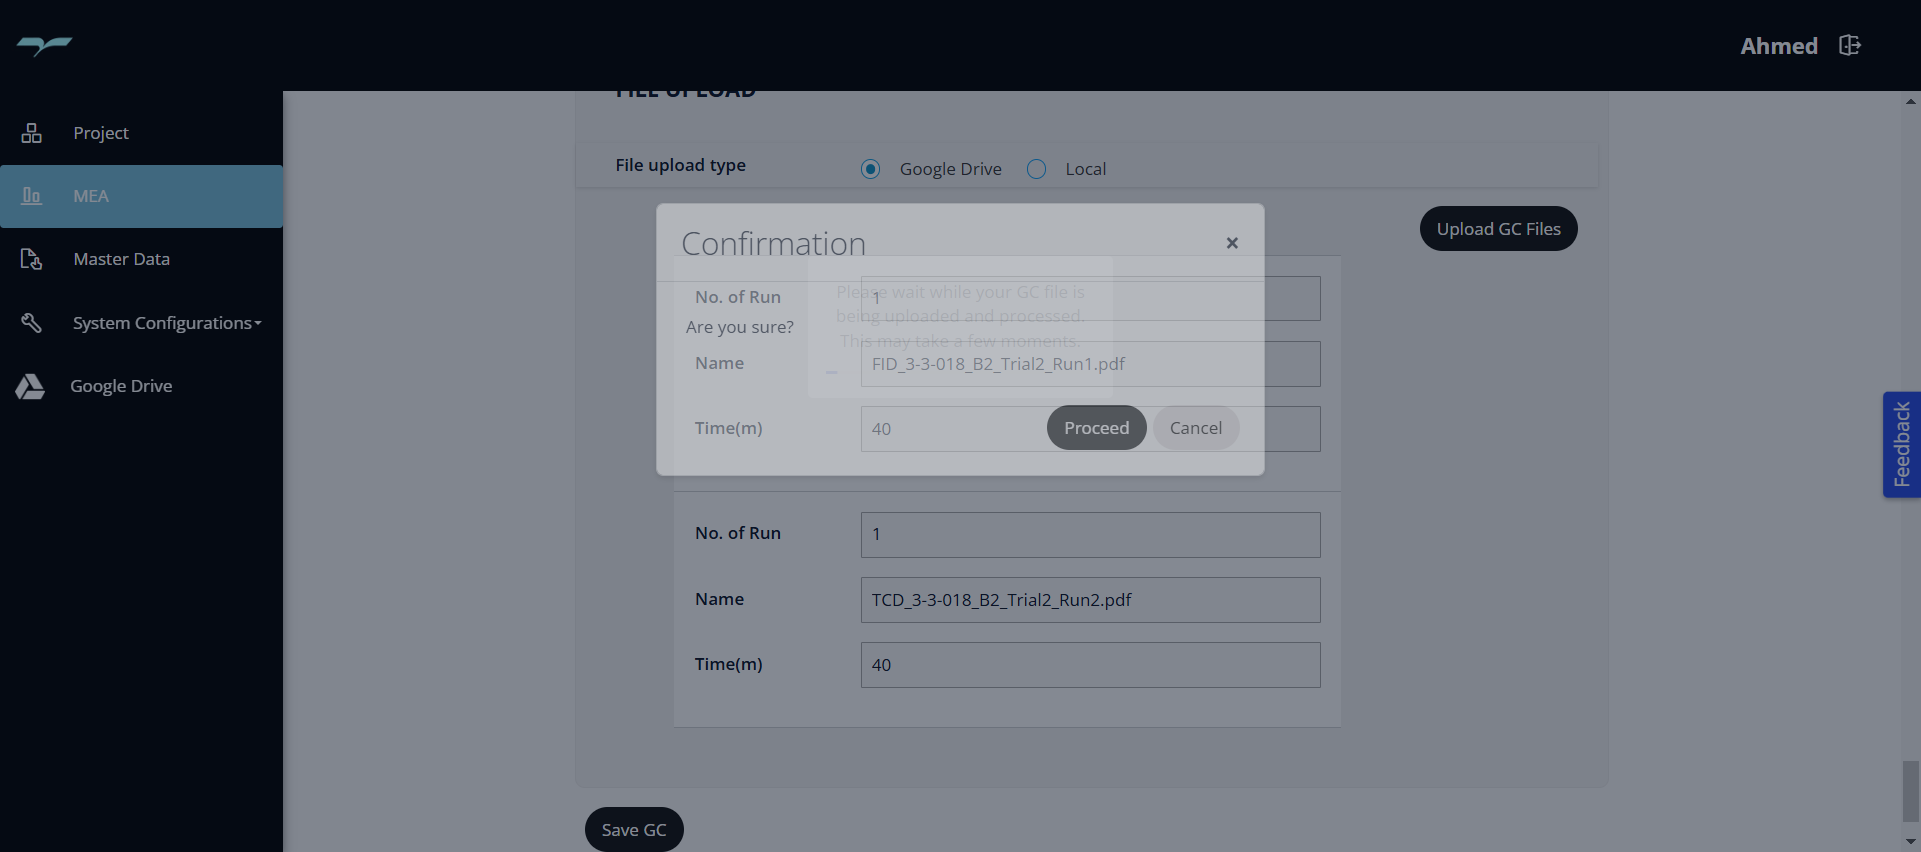 Ahmed
Project
MEA
Master Data
System Configurations
Google Drive
FILE UPLOAD
File upload type
Google Drive
Local
Upload GC Files
Confirmation
×
No. of Run
1
Please wait while your GC file is
being uploaded and processed.
This may take a few moments.
Are you sure?
Name
FID_3-3-018_B2_Trial2_Run1.pdf
Time(m)
40
Proceed
Cancel
No. of Run
1
Name
TCD_3-3-018_B2_Trial2_Run2.pdf
Time(m)
40
Save GC
Feedback